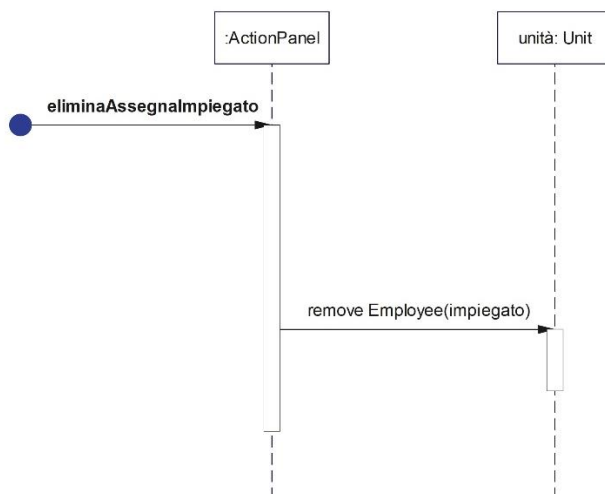 :ActionPanel
unità: Unit
eliminaAssegnaImpiegato
remove Employee(impiegato)